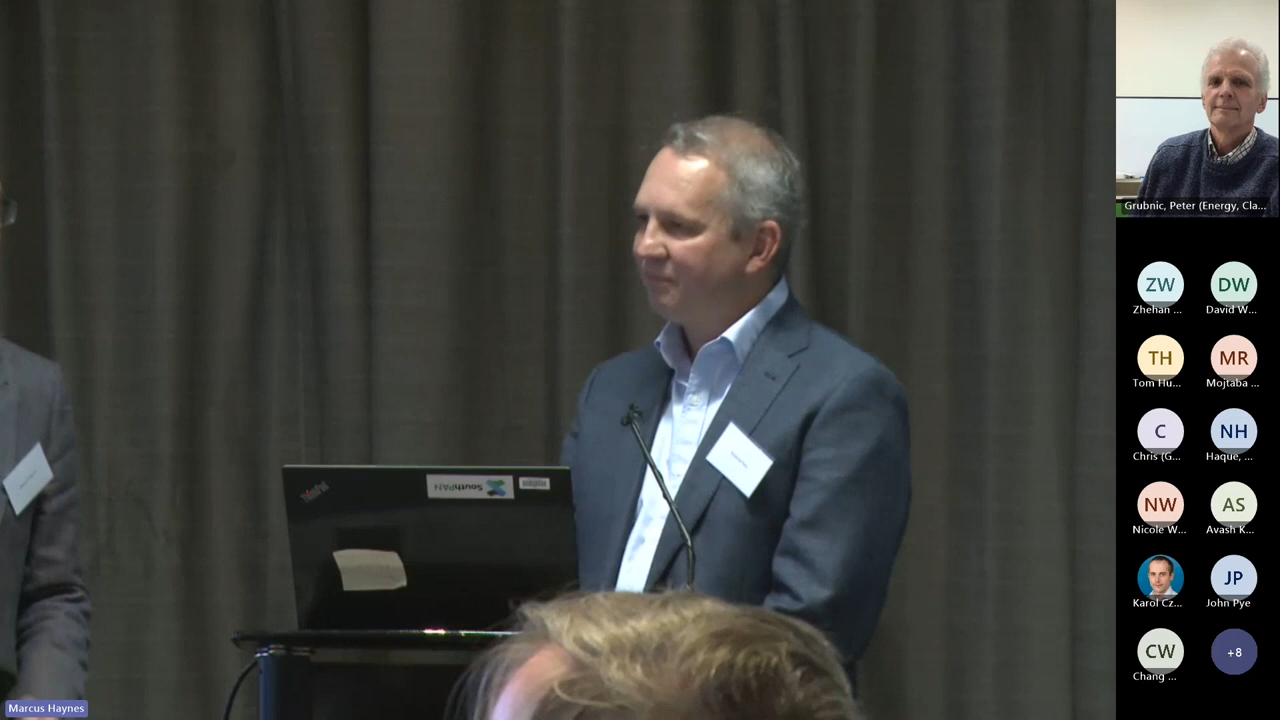 Grubnic, Peter (Energy, Cla...
ZW
DW
Zhehan ...
David W...
TH
MR
Tom Hu...
Mojtaba ...
C
NH
Chris (G...
Haque, ...
NW
AS
Nicole W...
Avash K...
JP
Karol Cz...
John Pye
CW
+8
Chang ...
ThinkPad
SouthPAN
Marcus Haynes